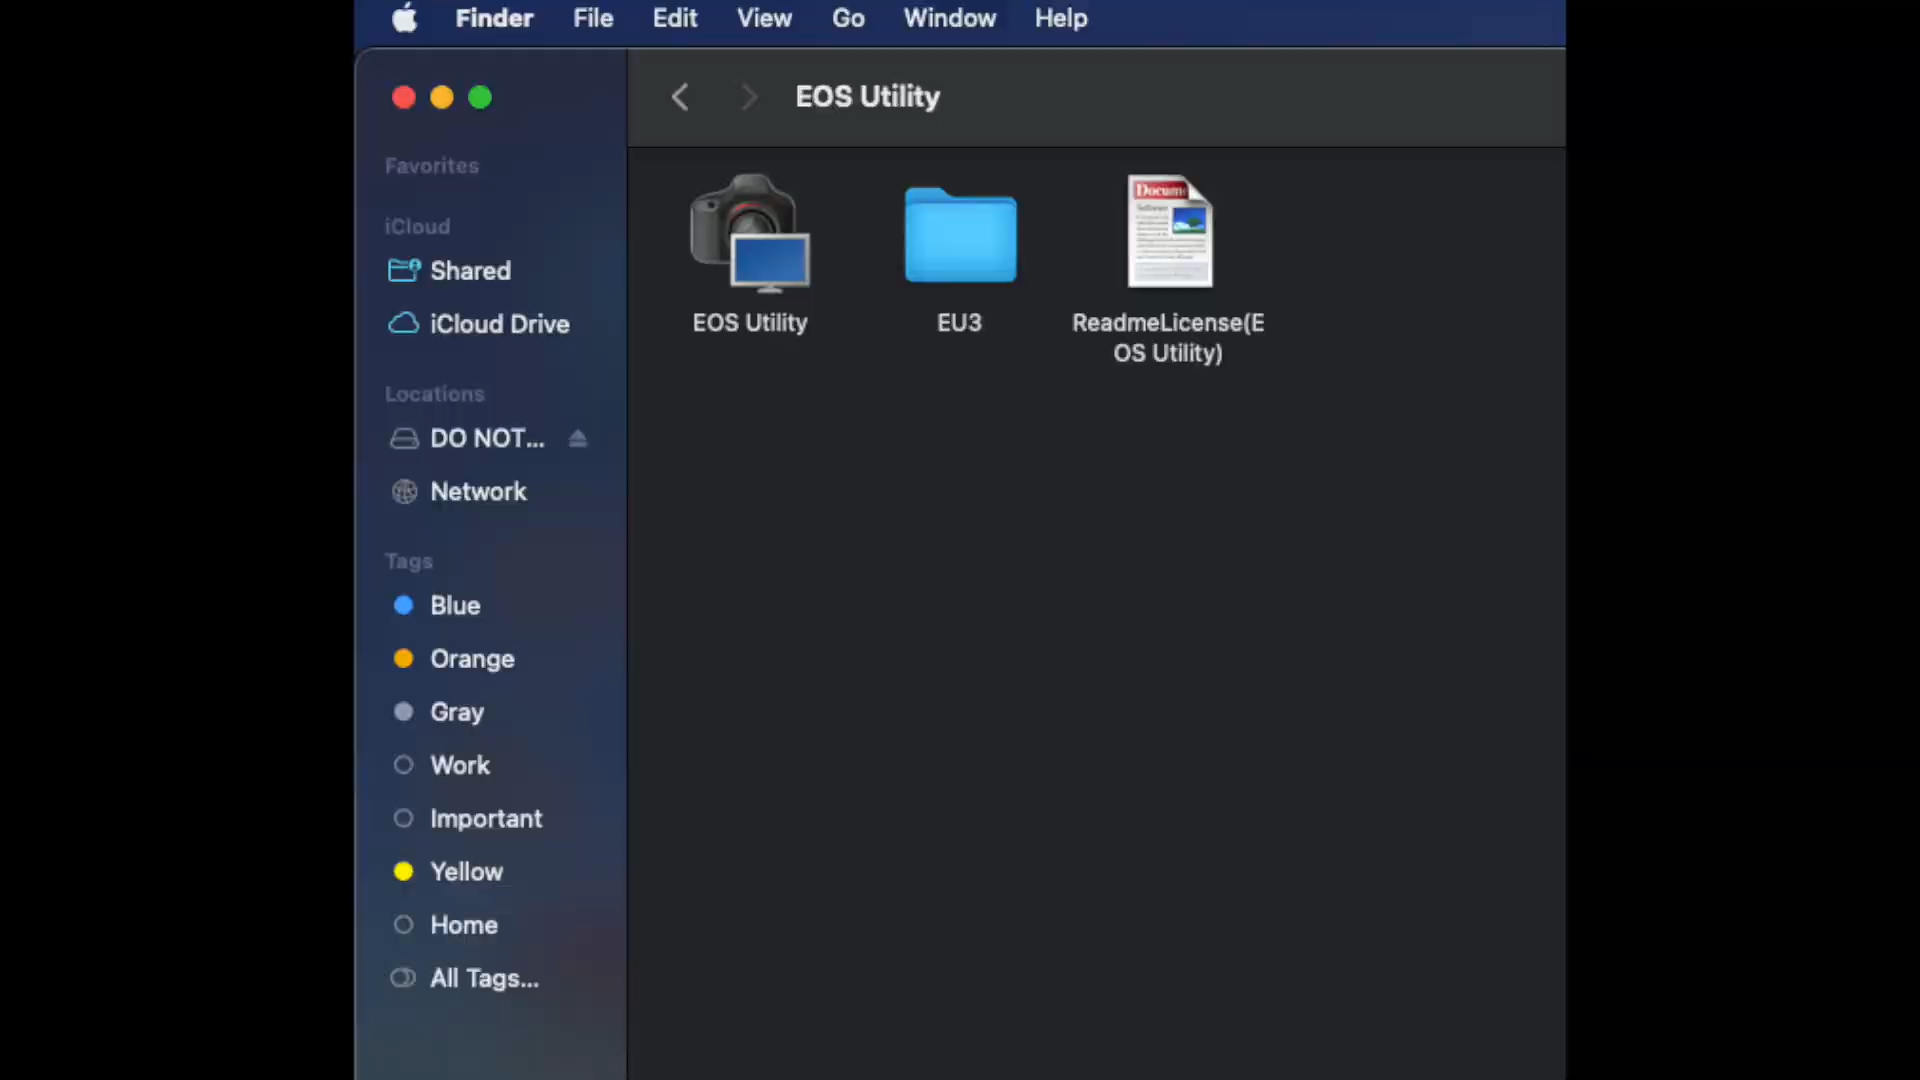 Finder File Edit View Go Window Help
EOS Utility
Favorites
iCloud
Shared
iCloud Drive
Locations
DO NOT...
Network
Tags
Blue
Orange
Gray
Work
Important
Yellow
Home
All Tags...
Docume
EOS Utility
EU3
ReadmeLicense(E
OS Utility)